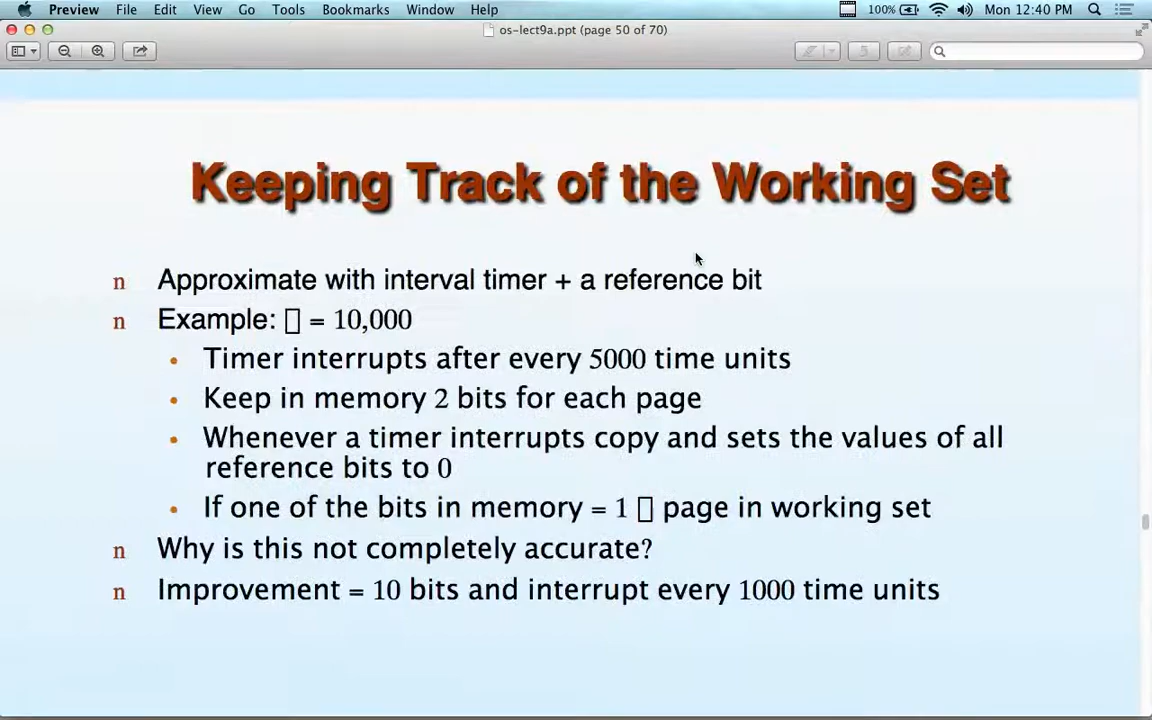 Preview File Edit View Go Tools Bookmarks Window Help 100% Mon 12:40 PM
os-lect9a.ppt (page 50 of 70)
Keeping Track of the Working Set
n Approximate with interval timer + a reference bit
n Example: ▯ = 10,000
• Timer interrupts after every 5000 time units
• Keep in memory 2 bits for each page
• Whenever a timer interrupts copy and sets the values of all
reference bits to 0
• If one of the bits in memory = 1 ▯ page in working set
n Why is this not completely accurate?
n Improvement = 10 bits and interrupt every 1000 time units